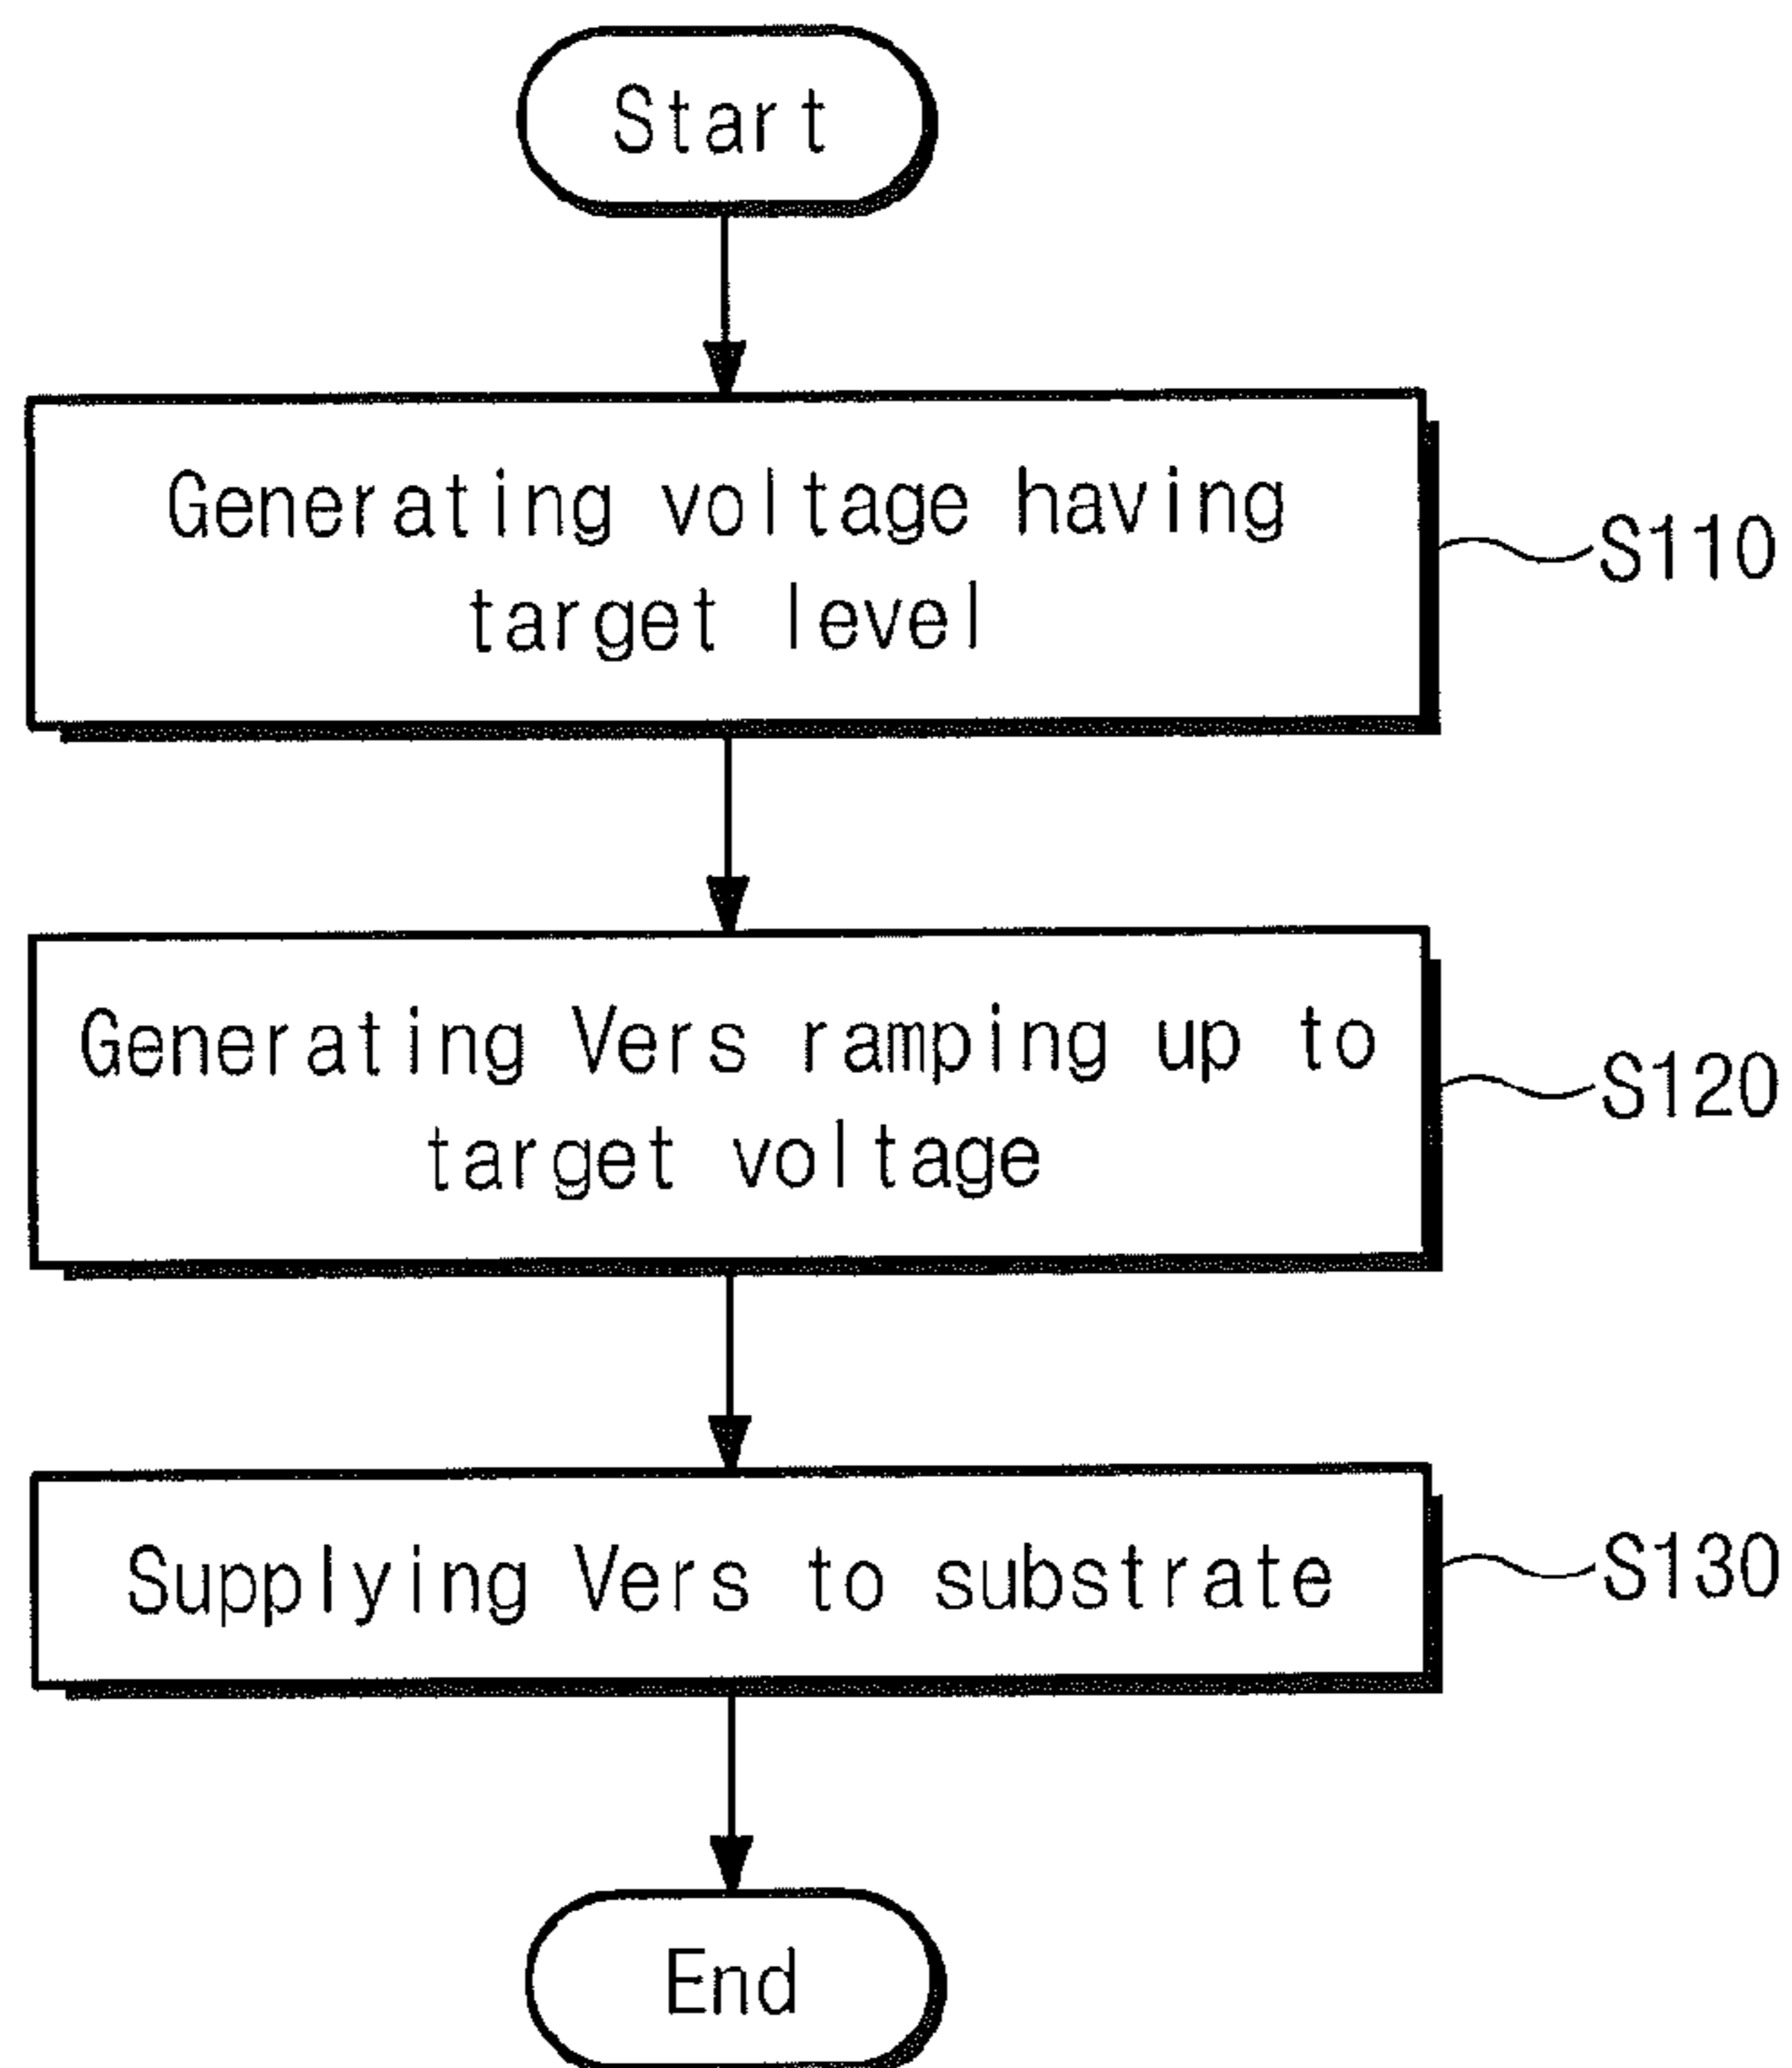 Start
Generating voltage having
target level
S110
Generating Vers ramping up to
target voltage
S120
Supplying Vers to substrate
S130
End